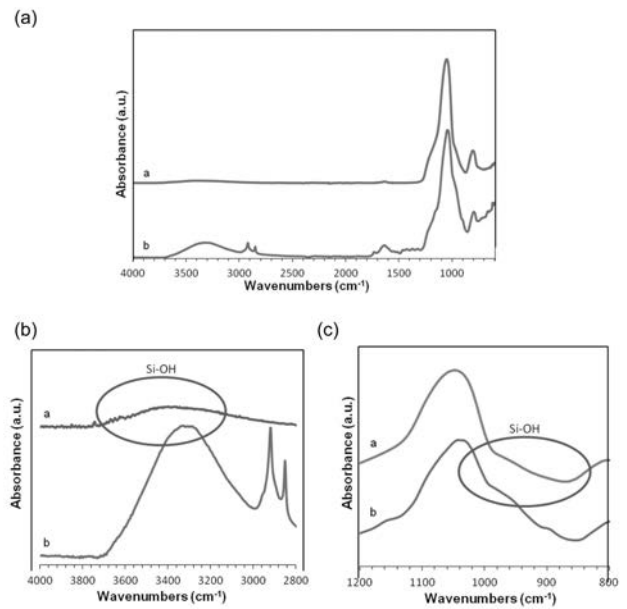 (a)
Absorbance (a.u.)
a
b
4000 3500 3000 2500 2000 1500 1000
Wavenumbers (cm⁻¹)
(b)
Si-OH
Absorbance (a.u.)
a
b
4000 3800 3600 3400 3200 3000 2800
Wavenumbers (cm⁻¹)
(c)
Si-OH
Absorbance (a.u.)
a
b
1200 1100 1000 900 800
Wavenumbers (cm⁻¹)